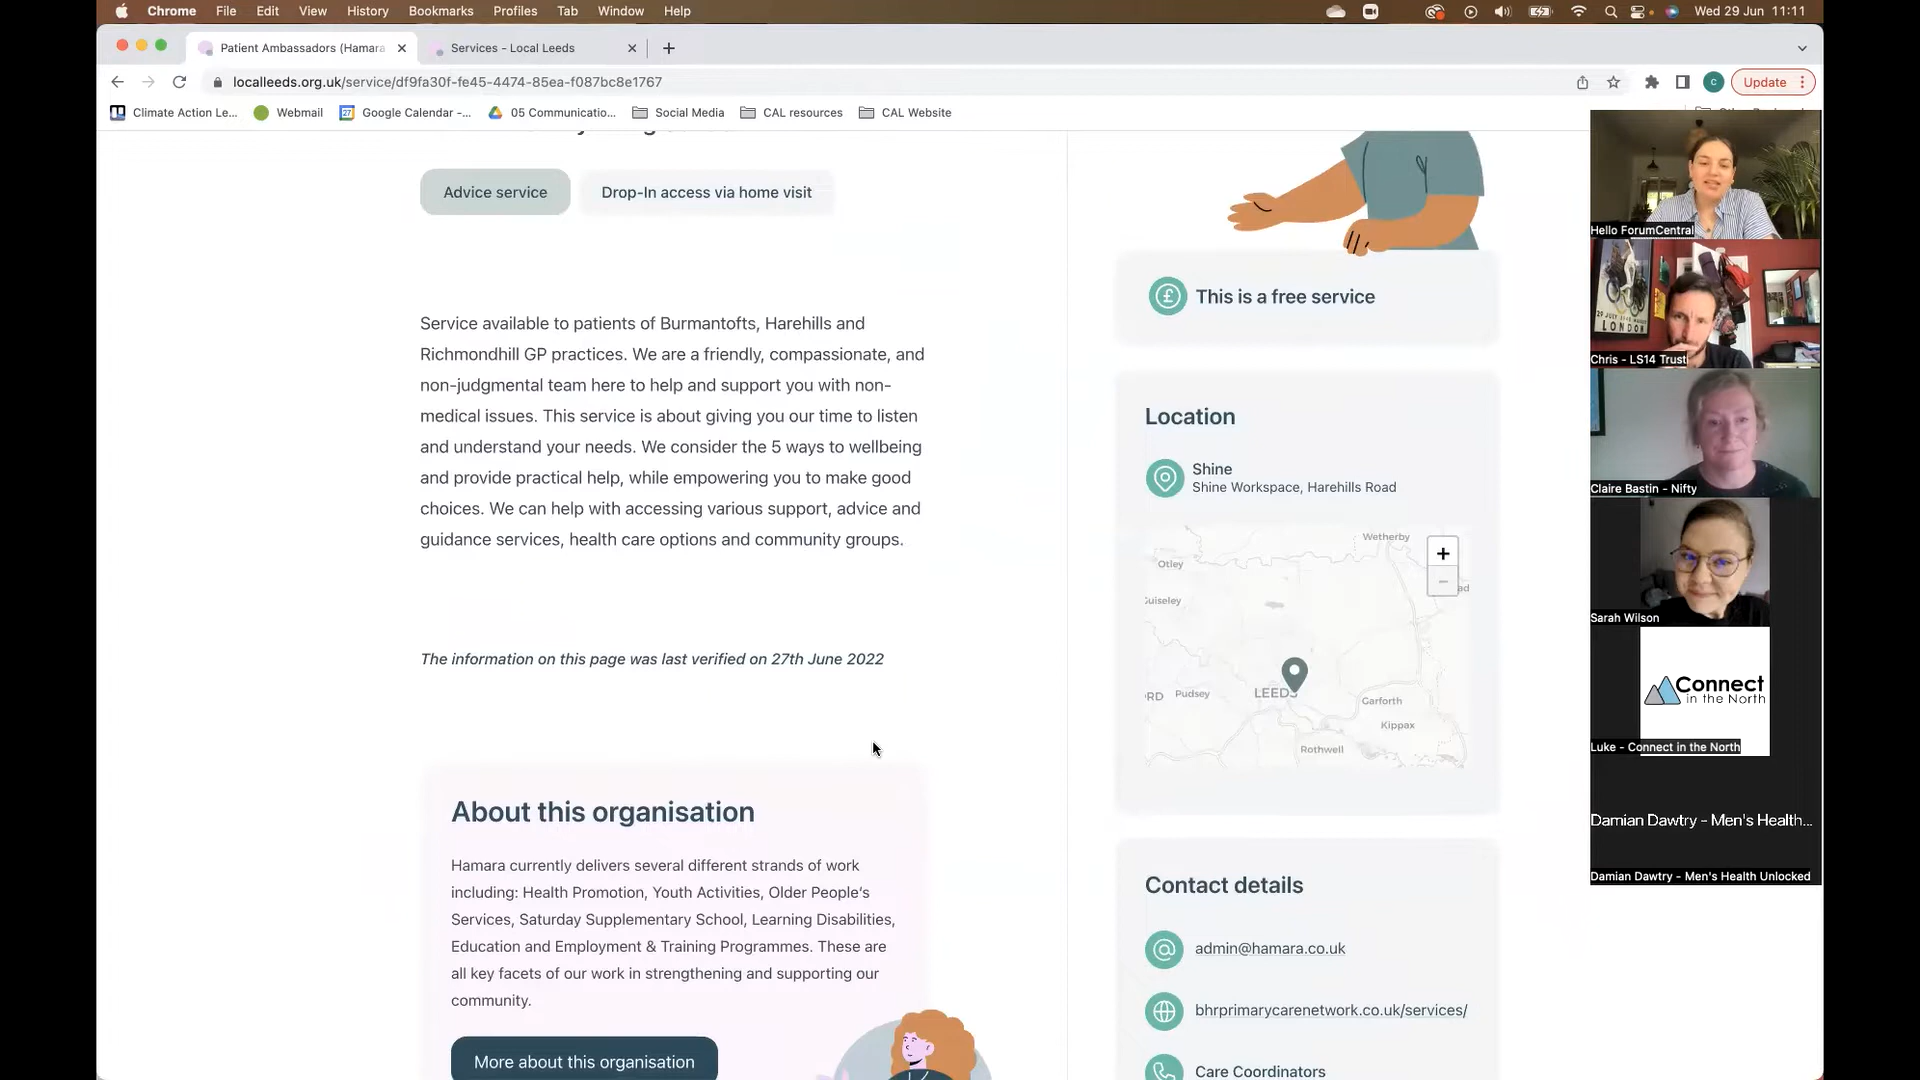 Chrome File Edit View History Bookmarks Profiles Tab Window Help Wed 29 Jun 11:11
Patient Ambassadors (Hamara Services - Local Leeds
localleeds.org.uk/service/df9fa30f-fe45-4474-85ea-f087bc8e1767 C Update
Climate Action Le... Webmail 27 Google Calendar -... 05 Communicatio... Social Media CAL resources CAL Website
Advice service Drop-In access via home visit
Service available to patients of Burmantofts, Harehills and
Richmondhill GP practices. We are a friendly, compassionate, and
non-judgmental team here to help and support you with non-
medical issues. This service is about giving you our time to listen
and understand your needs. We consider the 5 ways to wellbeing
and provide practical help, while empowering you to make good
choices. We can help with accessing various support, advice and
guidance services, health care options and community groups.
The information on this page was last verified on 27th June 2022
About this organisation
Hamara currently delivers several different strands of work
including: Health Promotion, Youth Activities, Older People's
Services, Saturday Supplementary School, Learning Disabilities,
Education and Employment & Training Programmes. These are
all key facets of our work in strengthening and supporting our
community.
More about this organisation
£ This is a free service
Location
Shine
Shine Workspace, Harehills Road
Wetherby
+
Otley
-
Guiseley
LEEDS
Pudsey
Garforth
Kippax
Rothwell
Contact details
admin@hamara.co.uk
bhrprimarycarenetwork.co.uk/services/
Care Coordinators
Hello ForumCentral
LONDON
Chris - LS14 Trust
Claire Bastin - Nifty
Sarah Wilson
Connect
in the North
Luke - Connect in the North
Damian Dawtry - Men's Health...
Damian Dawtry - Men's Health Unlocked